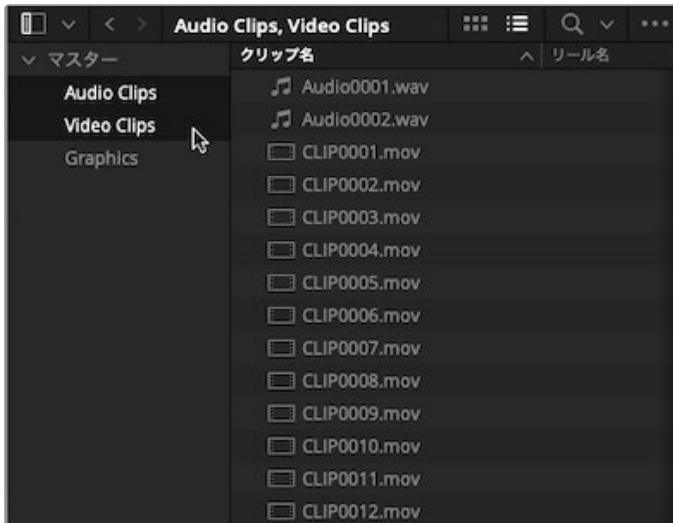 Audio Clips, Video Clips
マスター
Audio Clips
Video Clips
Graphics
クリップ名 リール名
Audio0001.wav
Audio0002.wav
CLIP0001.mov
CLIP0002.mov
CLIP0003.mov
CLIP0004.mov
CLIP0005.mov
CLIP0006.mov
CLIP0007.mov
CLIP0008.mov
CLIP0009.mov
CLIP0010.mov
CLIP0011.mov
CLIP0012.mov